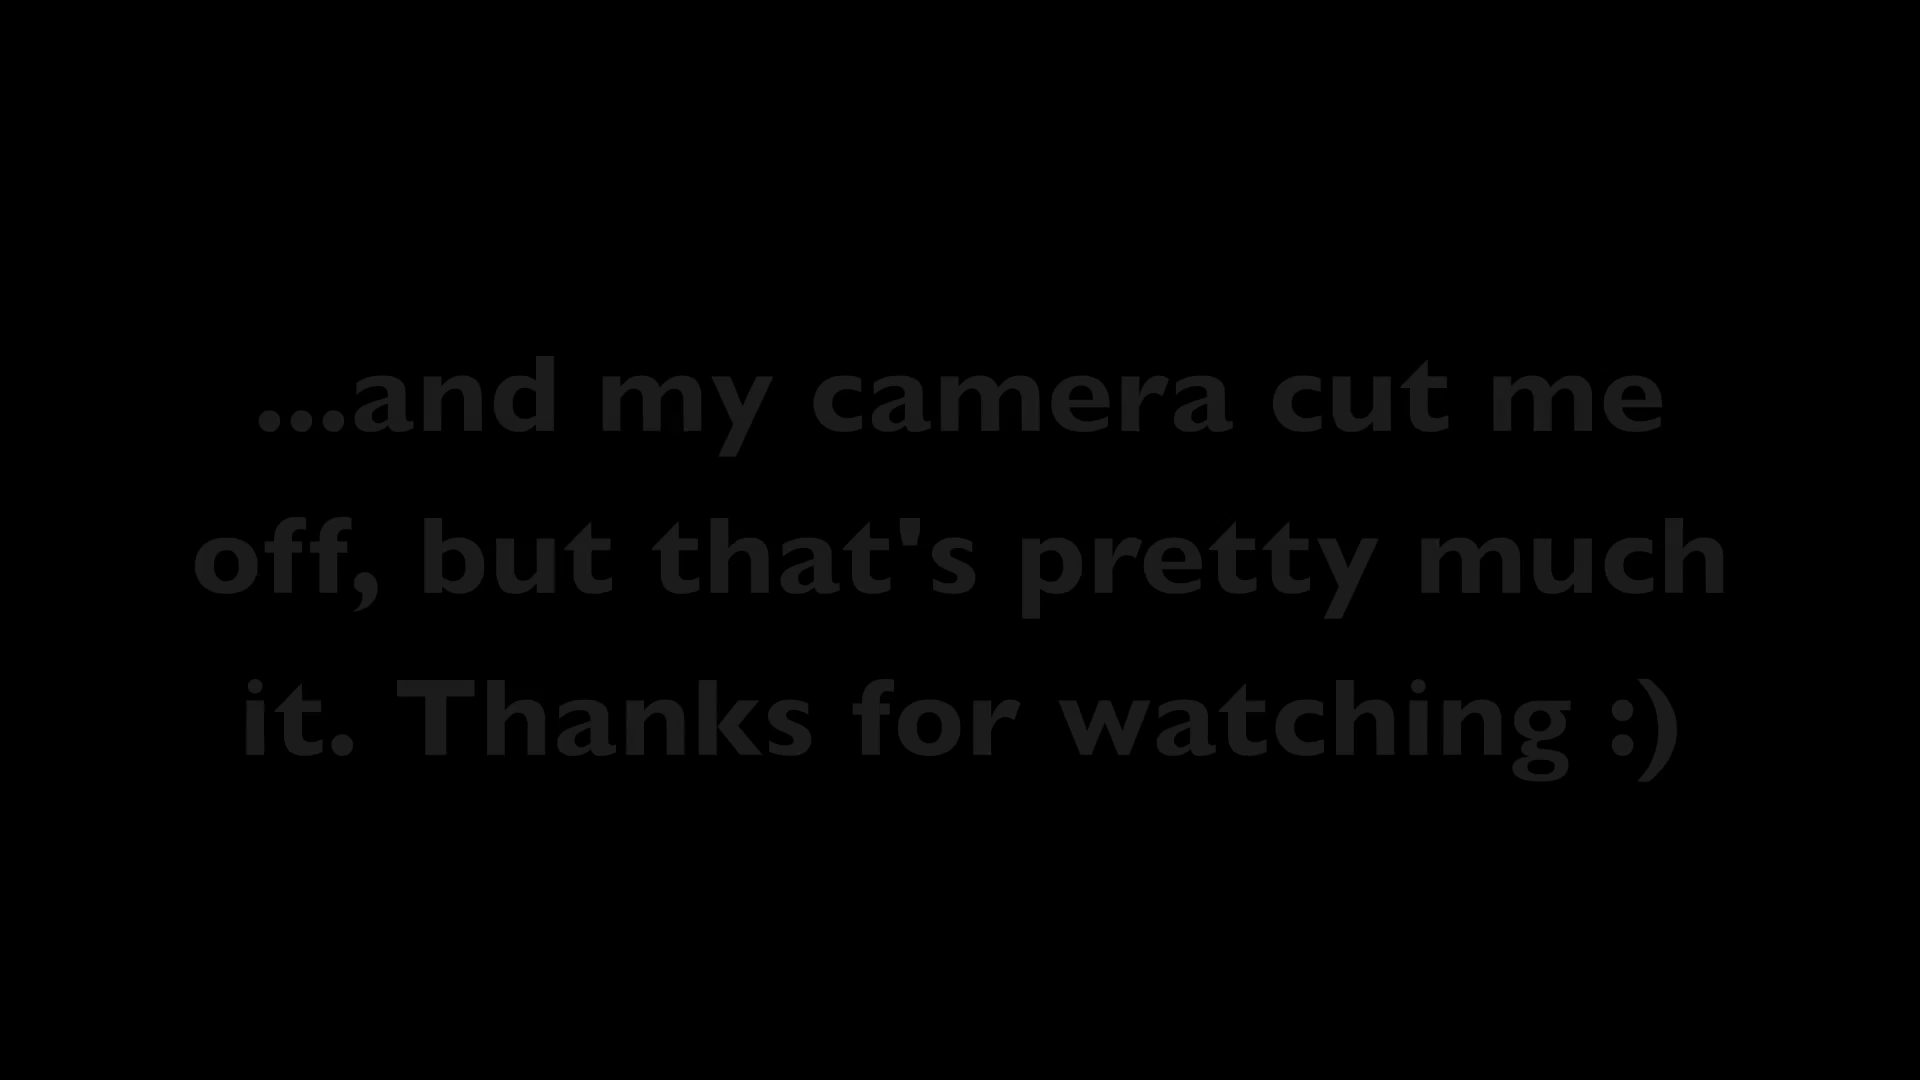 ...and my camera cut me
off, but that's pretty much
it. Thanks for watching :)